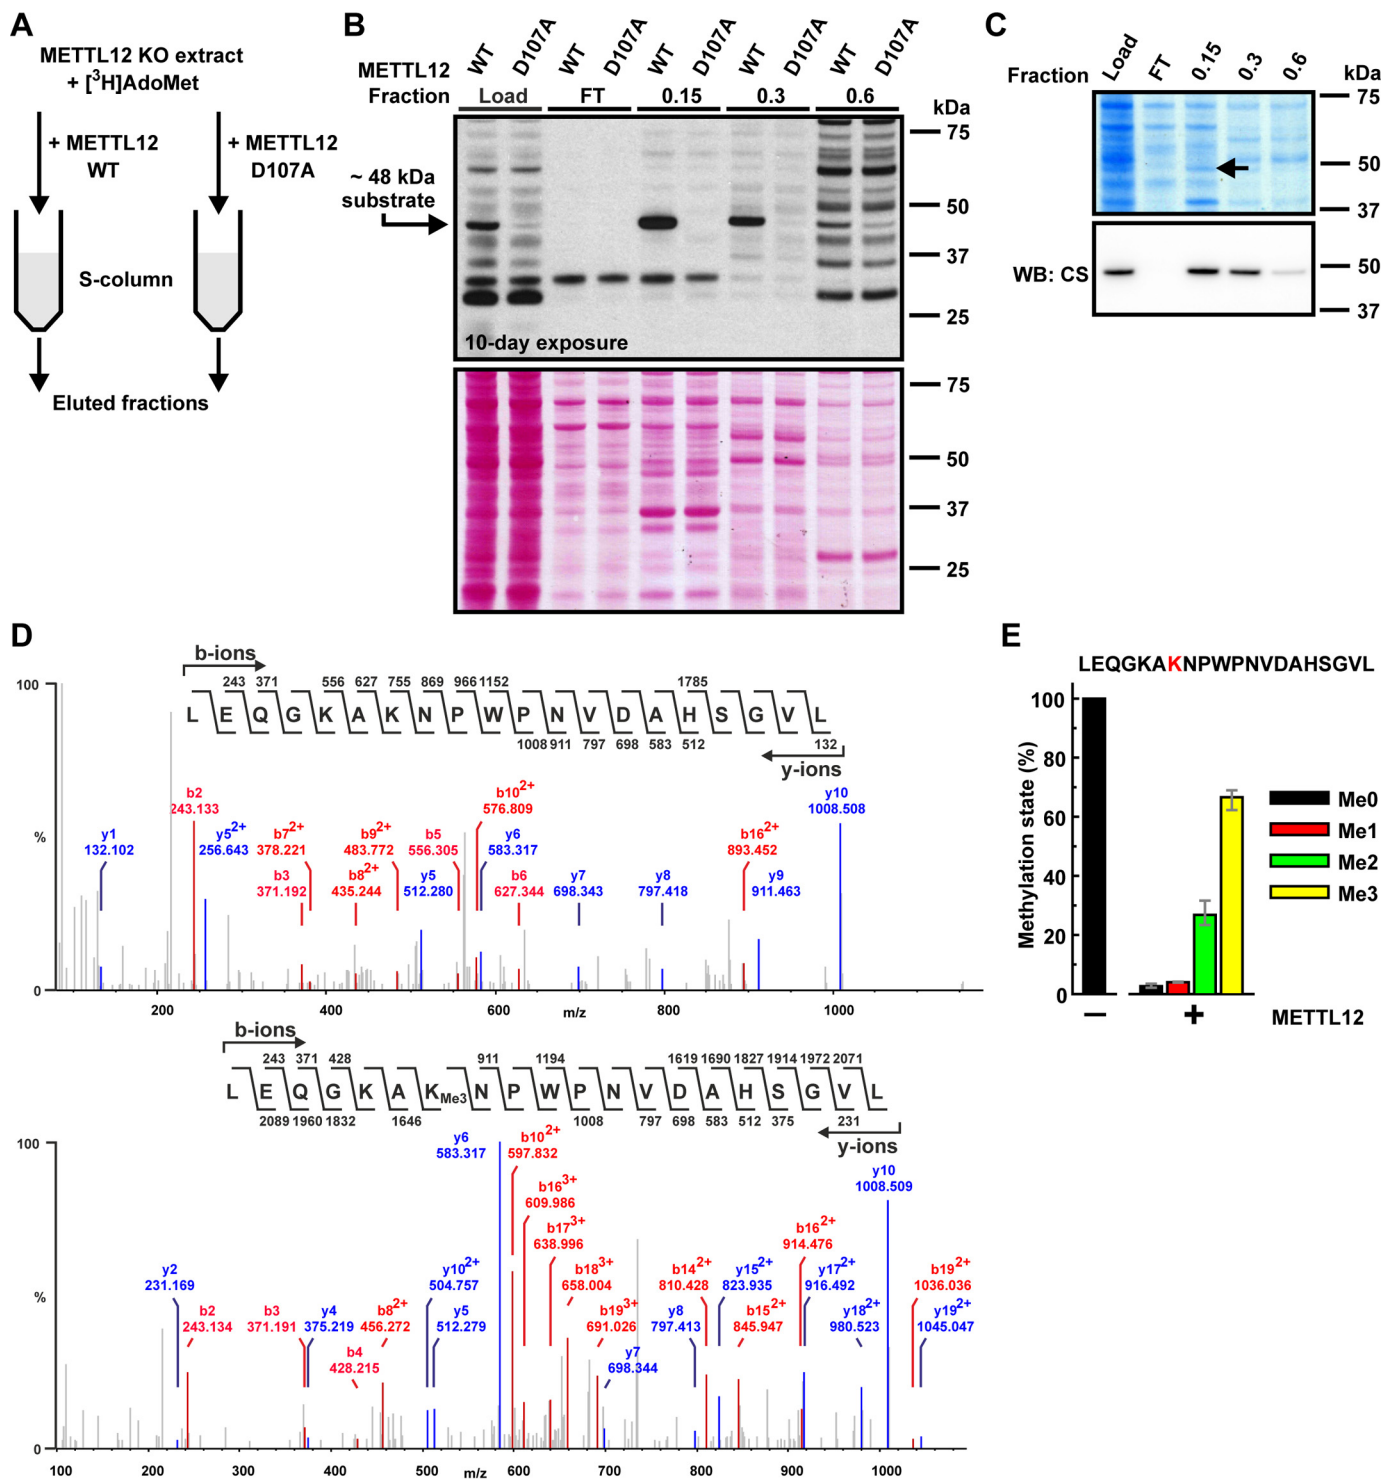 A
METTL12 KO extract
+ [³H]AdoMet
+ METTL12
WT
+ METTL12
D107A
S-column
Eluted fractions
B
METTL12
WT D107A WT D107A WT D107A WT D107A WT D107A
Fraction
Load FT 0.15 0.3 0.6
kDa
75
50
37
25
~ 48 kDa
substrate
10-day exposure
75
50
37
25
C
Fraction Load FT 0.15 0.3 0.6
kDa
75
50
37
WB: CS
50
37
D
b-ions
243 371 556 627 755 869 966 1152 1785
L E Q G K A K N P W P N V D A H S G V L
1008 911 797 698 583 512 132
y-ions
100
%
0
y1
132.102
b2
243.133
y5²⁺
256.643
b7²⁺
378.221
b3
371.192
b9²⁺
483.772
b8²⁺
435.244
b5
556.305
y5
512.280
b10²⁺
576.809
y6
583.317
b6
627.344
y7
698.343
y8
797.418
b16²⁺
893.452
y9
911.463
y10
1008.508
200 400 600 800 1000
m/z
b-ions
243 371 428 911 1194 1619 1690 1827 1914 1972 2071
L E Q G K A K Me3 N P W P N V D A H S G V L
2089 1960 1832 1646 1008 797 698 583 512 375 231
y-ions
100
%
0
y2
231.169
b2
243.134
b3
371.191
y4
375.219
b4
428.215
b8²⁺
456.272
y10²⁺
504.757
y5
512.279
y6
583.317
b10²⁺
597.832
b16³⁺
609.986
b17³⁺
638.996
b18³⁺
658.004
b19³⁺
691.026
y7
698.344
y8
797.413
b14²⁺
810.428
y15²⁺
823.935
b15²⁺
845.947
b16²⁺
914.476
y17²⁺
916.492
y18²⁺
980.523
y10
1008.509
b19²⁺
1036.036
y19²⁺
1045.047
100 200 300 400 500 600 700 800 900 1000
m/z
E
LEQGKAKNPWPNVDAHSGVL
Methylation state (%)
100
80
60
40
20
0
− + METTL12
Me0
Me1
Me2
Me3